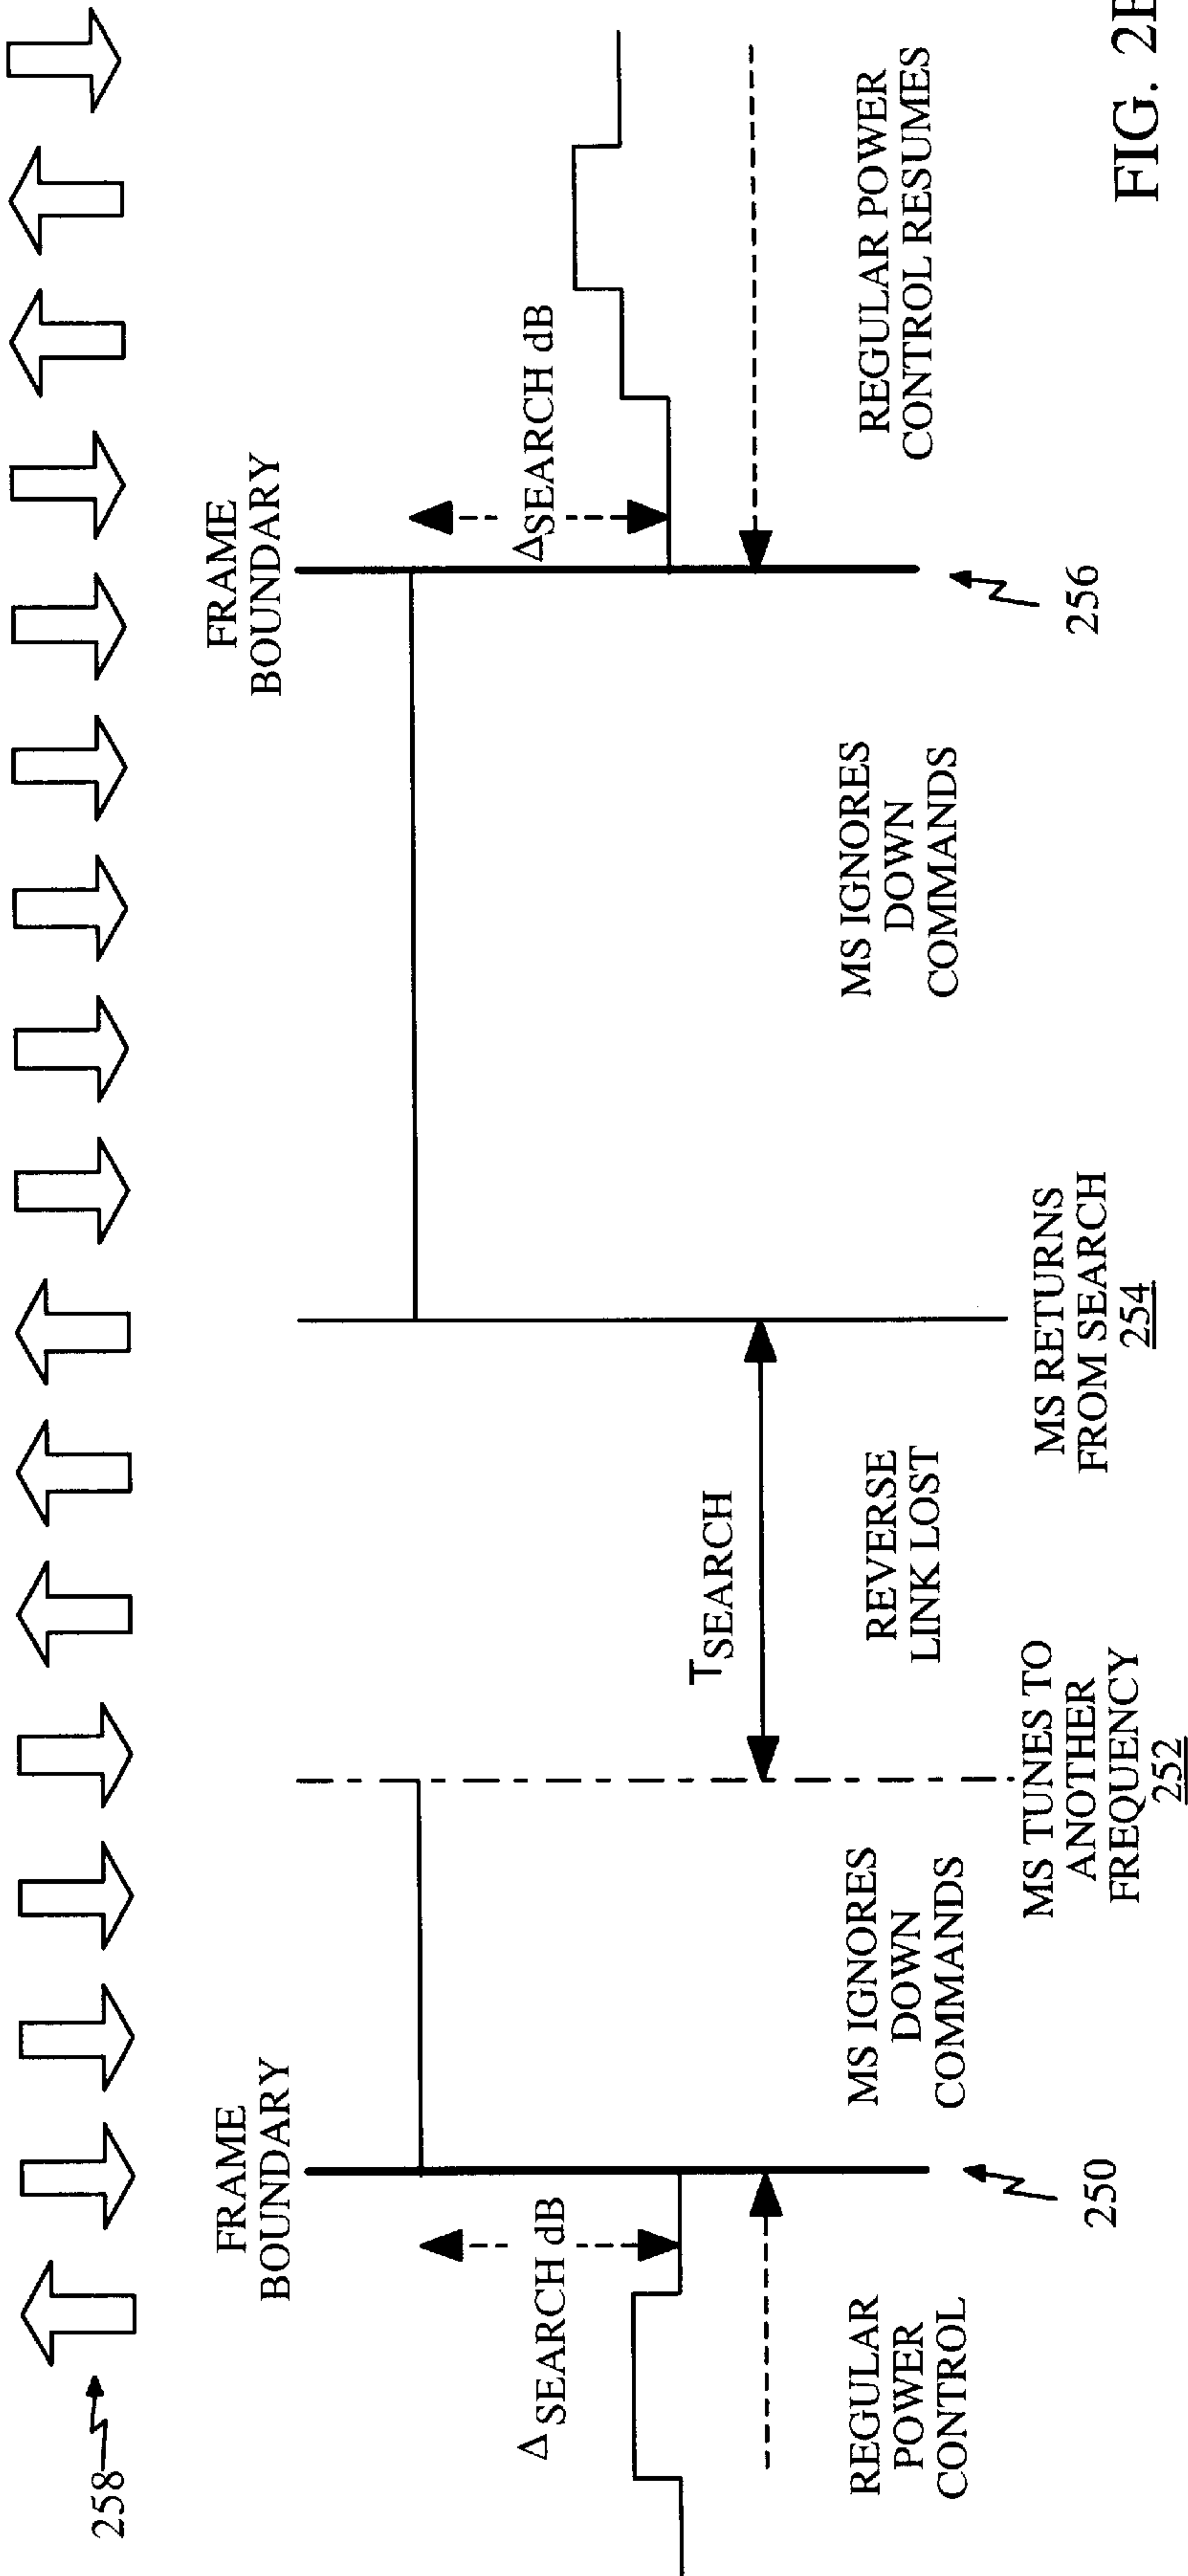 258
FRAME
BOUNDARY
FRAME
BOUNDARY
Δ SEARCH dB
ΔSEARCH dB
TSEARCH
REGULAR
POWER
CONTROL
MS IGNORES
DOWN
COMMANDS
REVERSE
LINK LOST
MS IGNORES
DOWN
COMMANDS
REGULAR POWER
CONTROL RESUMES
250
MS TUNES TO
ANOTHER
FREQUENCY
252
MS RETURNS
FROM SEARCH
254
256
FIG.